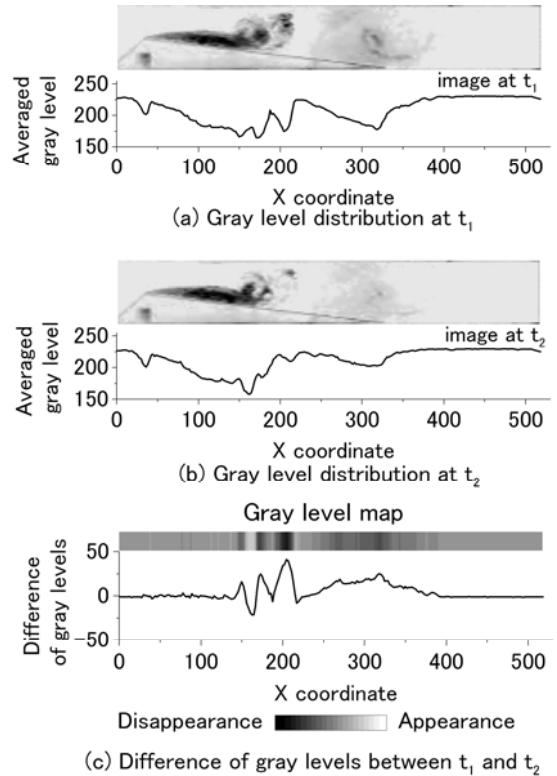 image at t₁
250
200
150
Averaged
gray level
0 100 200 300 400 500
X coordinate
(a) Gray level distribution at t₁
image at t₂
250
200
150
Averaged
gray level
0 100 200 300 400 500
X coordinate
(b) Gray level distribution at t₂
Gray level map
50
0
-50
Difference
of gray levels
0 100 200 300 400 500
X coordinate
Disappearance Appearance
(c) Difference of gray levels between t₁ and t₂